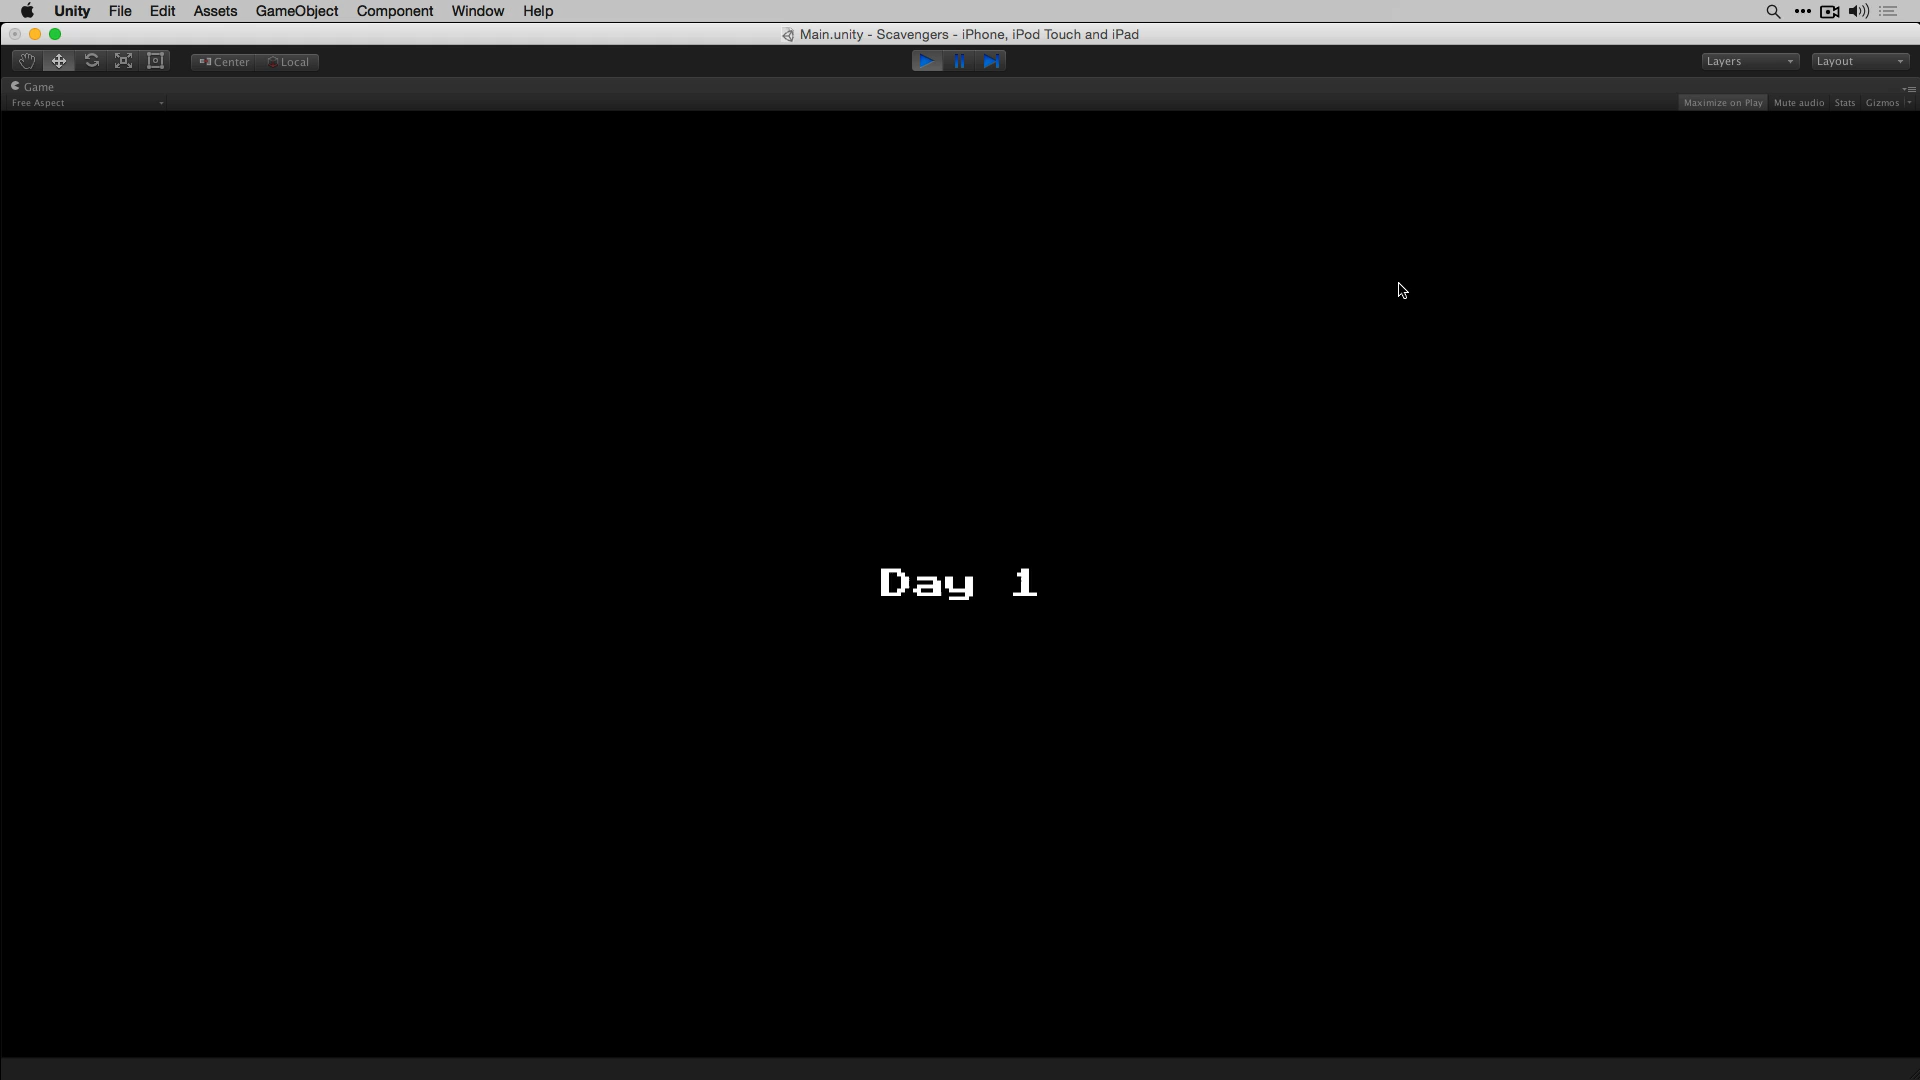 Unity File Edit Assets GameObject Component Window Help
Main.unity - Scavengers - iPhone, iPod Touch and iPad
Center Local Layers Layout
Game
Free Aspect Maximize on Play Mute audio Stats Gizmos
Day 1